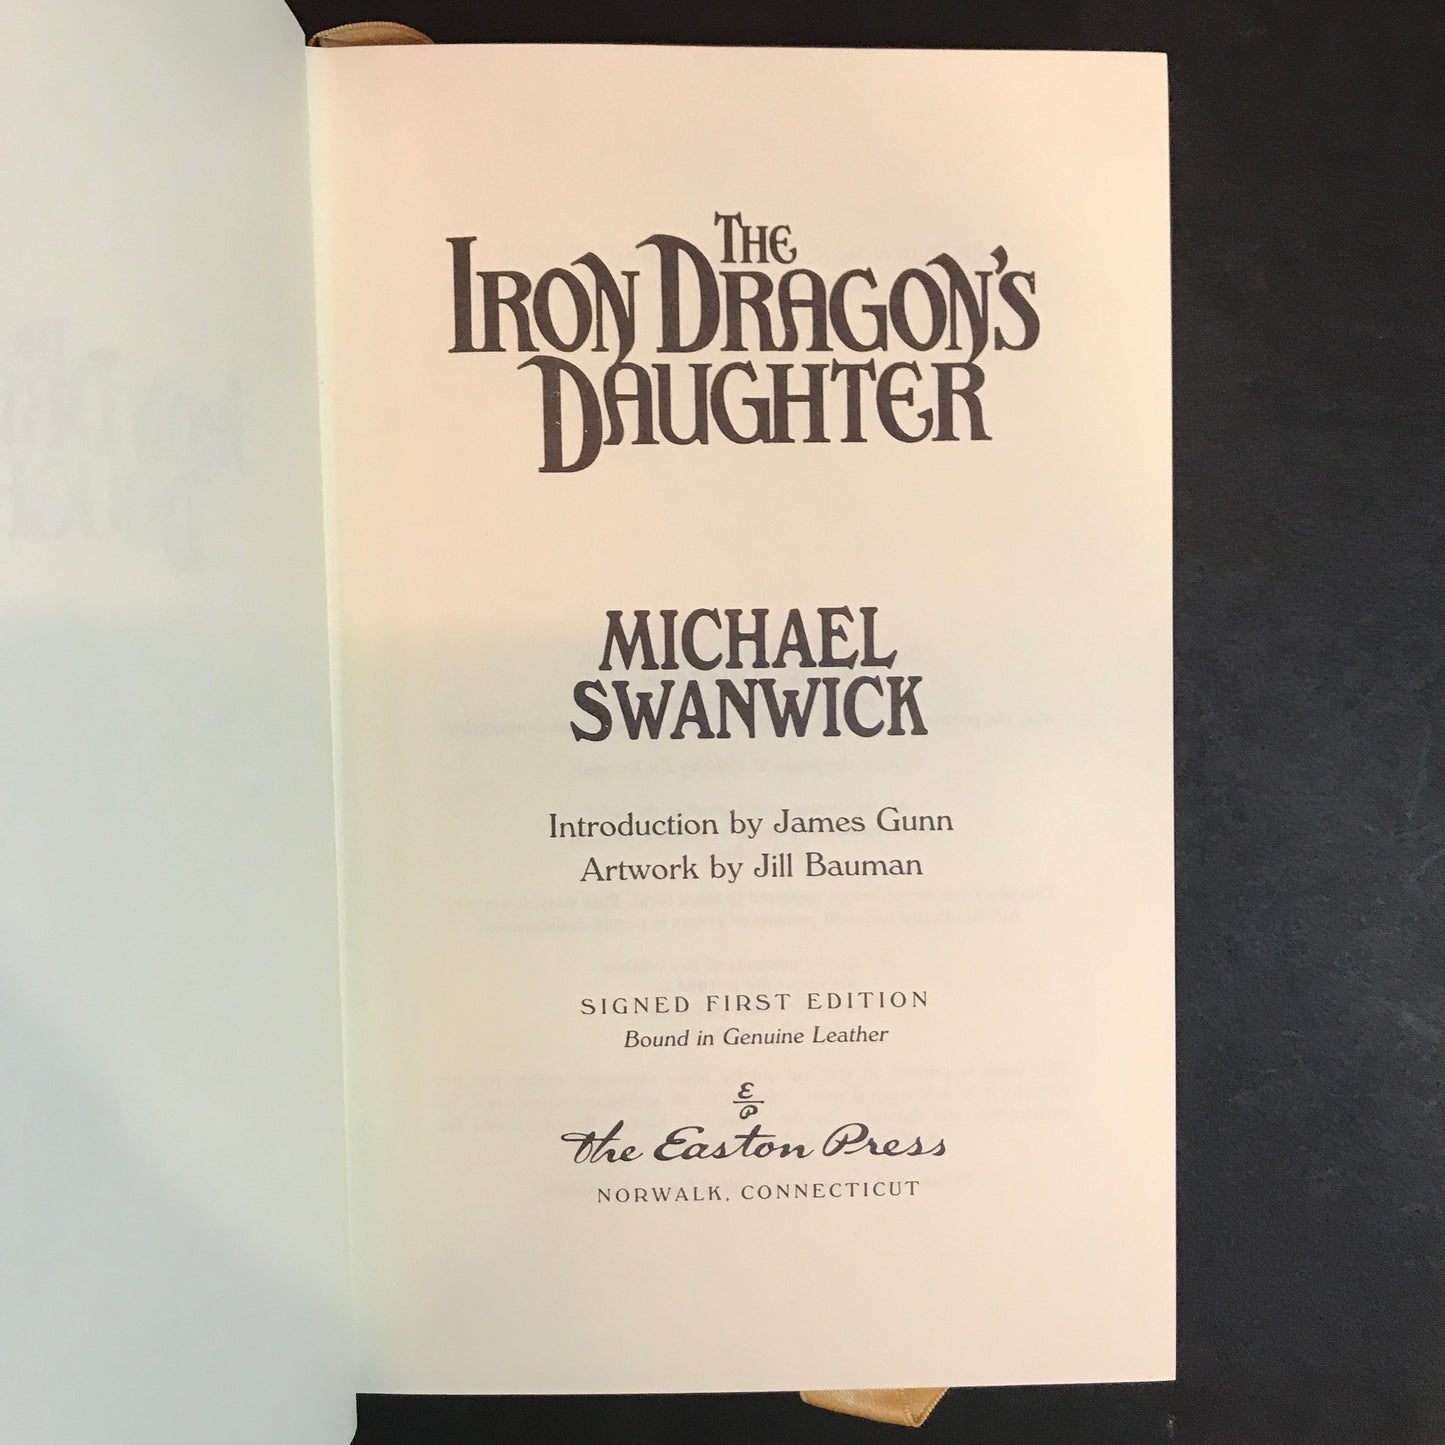 THE
IRON DRAGON'S
DAUGHTER
MICHAEL
SWANWICK
Introduction by James Gunn
Artwork by Jill Bauman
SIGNED FIRST EDITION
Bound in Genuine Leather
E
P
The Easton Press
NORWALK, CONNECTICUT